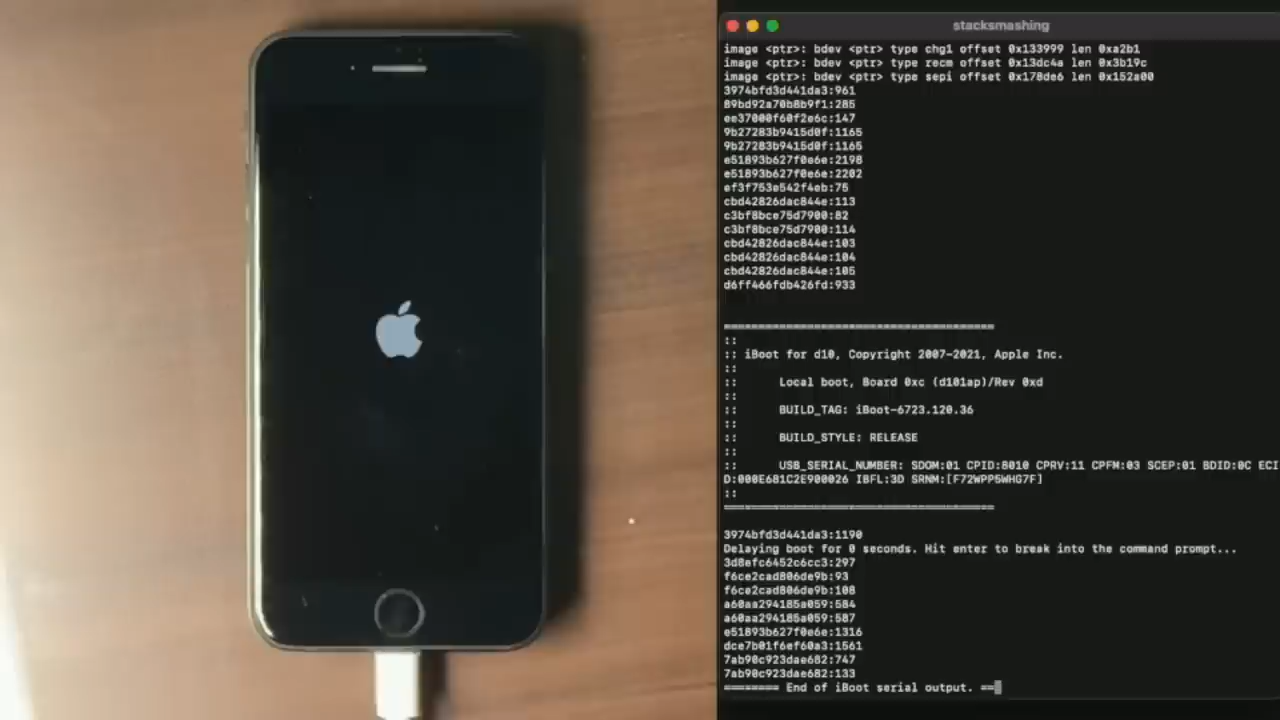 stacksmashing
image <ptr>: bdev <ptr> type chg1 offset 0x133999 len 0xa2b1
image <ptr>: bdev <ptr> type recm offset 0x13dc4a len 0x3b19c
image <ptr>: bdev <ptr> type sepi offset 0x178de6 len 0x152a00
3974bfd3d441da3:961
89bd92a70b8b9f1:285
ee37000f60f2e6c:147
9b27283b9415d0f:1165
9b27283b9415d0f:1165
e51893b627f0e6e:2198
e51893b627f0e6e:2202
ef3f753e542f4eb:75
cbd42826dac844e:113
c3bf8bce75d7900:82
c3bf8bce75d7900:114
cbd42826dac844e:103
cbd42826dac844e:104
cbd42826dac844e:105
d6ff466fdb426fd:933
=======================================
::
:: iBoot for d10, Copyright 2007-2021, Apple Inc.
::
:: Local boot, Board 0xc (d101ap)/Rev 0xd
::
:: BUILD_TAG: iBoot-6723.120.36
::
:: BUILD_STYLE: RELEASE
::
:: USB_SERIAL_NUMBER: SDOM:01 CPID:8010 CPRV:11 CPFM:03 SCEP:01 BDID:0C ECI
D:000E681C2E900026 IBFL:3D SRNM:[F72WPP5WHG7F]
::
=======================================
3974bfd3d441da3:1190
Delaying boot for 0 seconds. Hit enter to break into the command prompt...
3d8efc6452c6cc3:297
f6ce2cad806de9b:93
f6ce2cad806de9b:108
a60aa294185a059:584
a60aa294185a059:587
e51893b627f0e6e:1316
dce7b01f6ef60a3:1561
7ab90c923dae682:747
7ab90c923dae682:133
======== End of iBoot serial output. ==